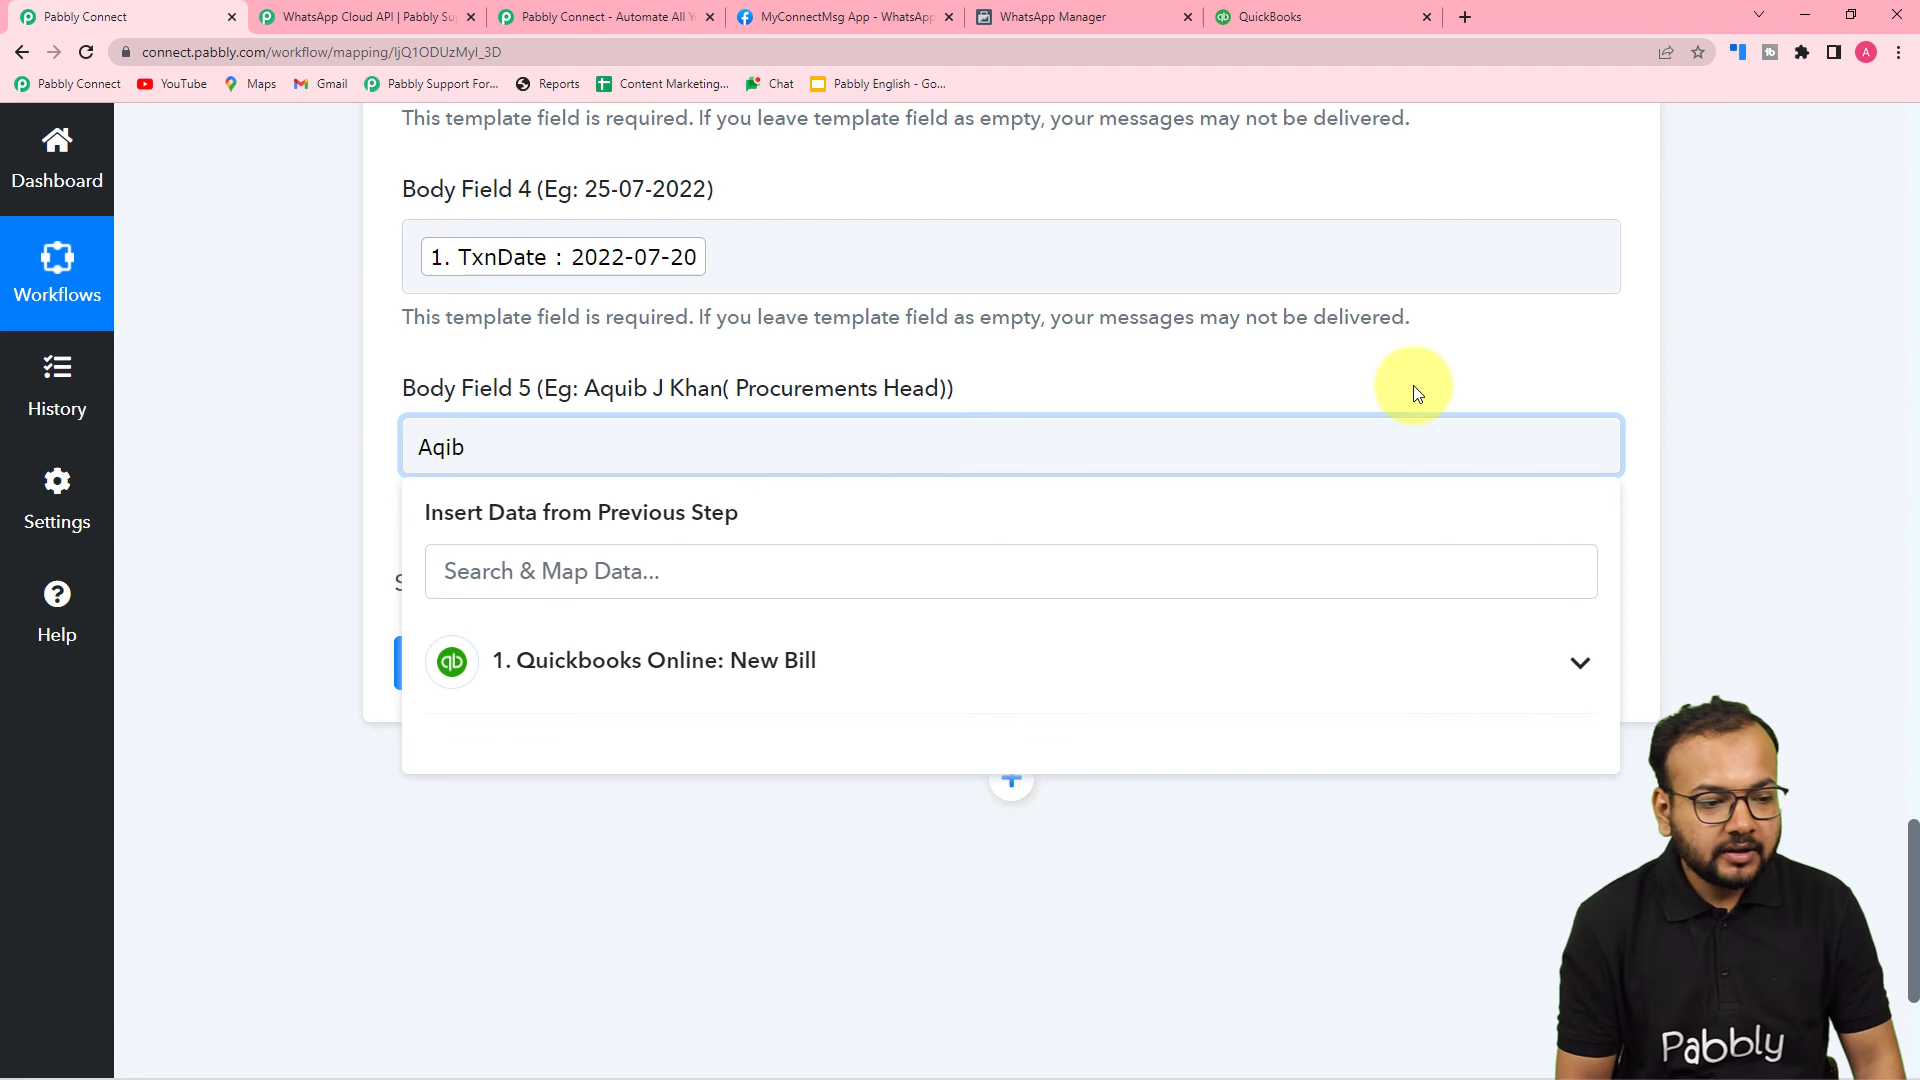 Pabbly Connect
WhatsApp Cloud API | Pabbly Su
Pabbly Connect - Automate All Y
MyConnectMsg App - WhatsApp
WhatsApp Manager
QuickBooks
connect.pabbly.com/workflow/mapping/IjQ1ODUzMyI_3D
A
Pabbly Connect
YouTube
Maps
Gmail
Pabbly Support For...
Reports
Content Marketing...
Chat
Pabbly English - Go...
Dashboard
Workflows
History
Settings
Help
This template field is required. If you leave template field as empty, your messages may not be delivered.
Body Field 4 (Eg: 25-07-2022)
1. TxnDate : 2022-07-20
This template field is required. If you leave template field as empty, your messages may not be delivered.
Body Field 5 (Eg: Aquib J Khan( Procurements Head))
Aqib
Insert Data from Previous Step
Search & Map Data...
qb
1. Quickbooks Online: New Bill
Pabbly